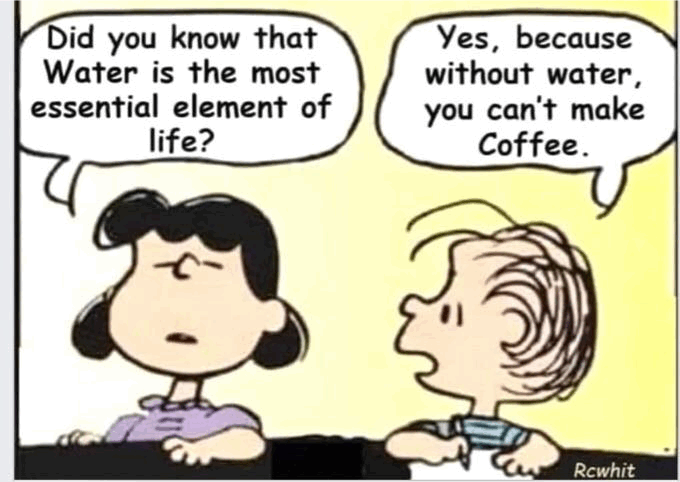 Did you know that
Water is the most
essential element of
life?
Yes, because
without water,
you can't make
Coffee.
Rcwhit